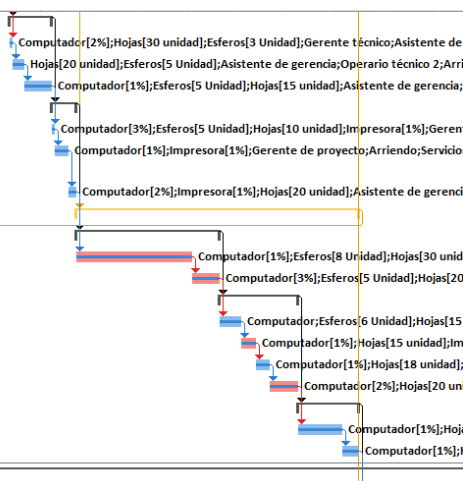 Computador[2%];Hojas[30 unidad];Esferos[3 Unidad];Gerente técnico;Asistente de
Hojas[20 unidad];Esferos[5 Unidad];Asistente de gerencia;Operario técnico 2;Arri
Computador[1%];Esferos[5 Unidad];Hojas[15 unidad];Asistente de gerencia;
Computador[3%];Esferos[5 Unidad];Hojas[10 unidad];Impresora[1%];Geren
Computador[1%];Impresora[1%];Gerente de proyecto;Arriendo;Servicio
Computador[2%];Impresora[1%];Hojas[20 unidad];Asistente de gerenci
Computador[1%];Esferos[8 Unidad];Hojas[30 unid
Computador[3%];Esferos[5 Unidad];Hojas[20
Computador;Esferos[6 Unidad];Hojas[15
Computador[1%];Hojas[15 unidad];Im
Computador[1%];Hojas[18 unidad];
Computador[2%];Hojas[20 uni
Computador[1%];Hoj
Computador[1%];H